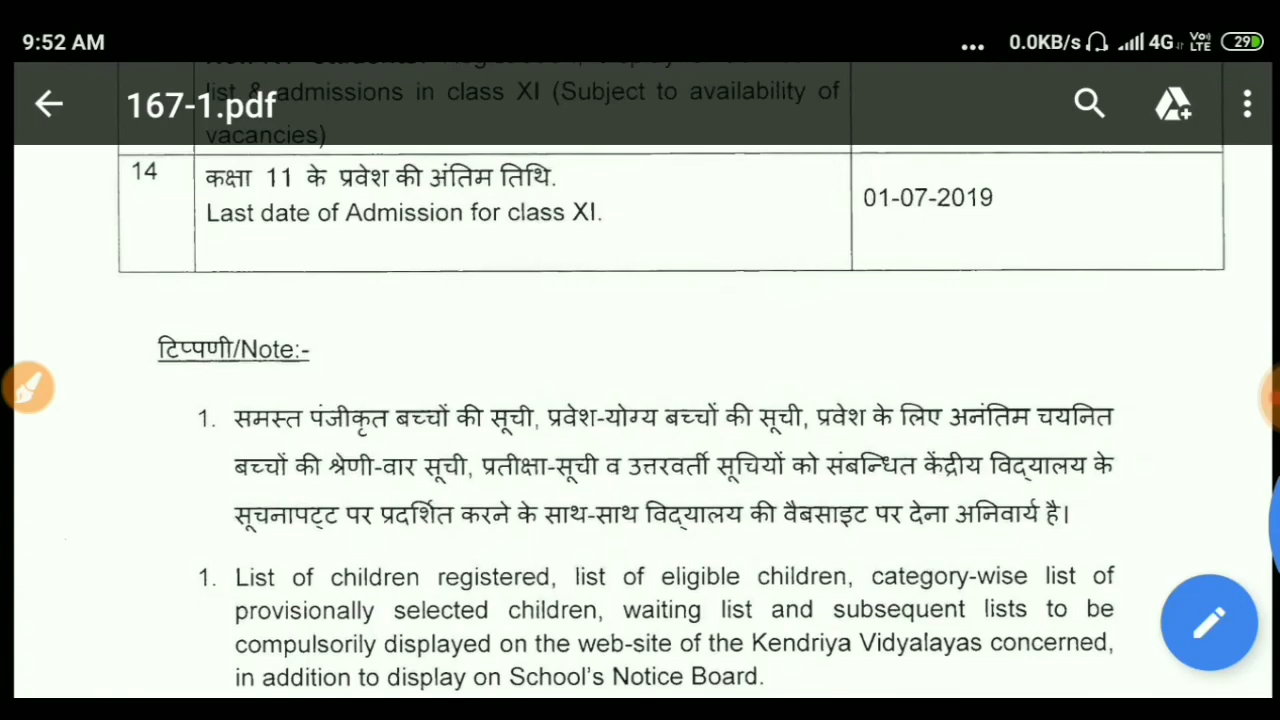 9:52 AM
... 0.0KB/s 4G Vo) LTE 29
167-1.pdf
list & admissions in class XI (Subject to availability of
vacancies)
14
कक्षा 11 के प्रवेश की अंतिम तिथि.
Last date of Admission for class XI.
01-07-2019
टिप्पणी/Note:-
1. समस्त पंजीकृत बच्चों की सूची, प्रवेश-योग्य बच्चों की सूची, प्रवेश के लिए अनंतिम चयनित
बच्चों की श्रेणी-वार सूची, प्रतीक्षा-सूची व उत्तरवर्ती सूचियों को संबन्धित केंद्रीय विद्यालय के
सूचनापट्ट पर प्रदर्शित करने के साथ-साथ विद्यालय की वैबसाइट पर देना अनिवार्य है।
1. List of children registered, list of eligible children, category-wise list of
provisionally selected children, waiting list and subsequent lists to be
compulsorily displayed on the web-site of the Kendriya Vidyalayas concerned,
in addition to display on School's Notice Board.